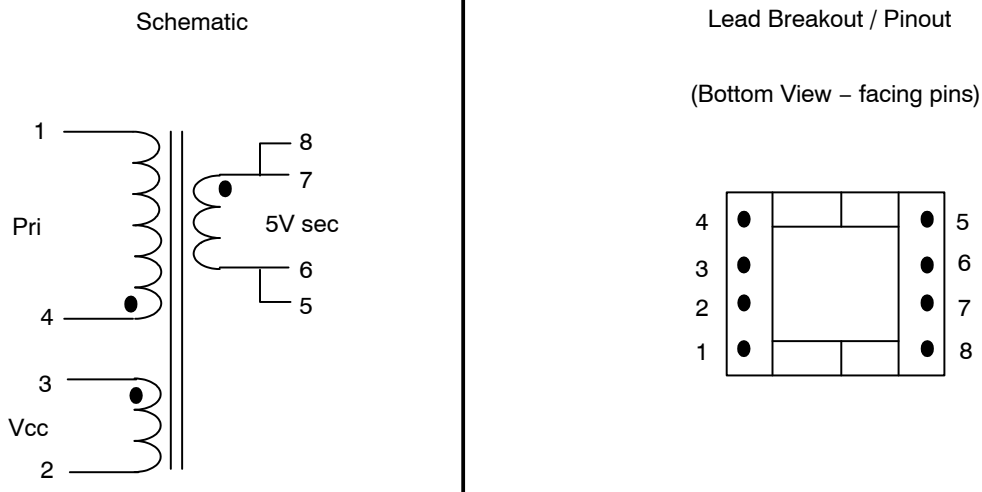 Schematic
1
8
7
Pri
5V sec
6
4
5
3
Vcc
2
Lead Breakout / Pinout
(Bottom View – facing pins)
4
5
3
6
2
7
1
8